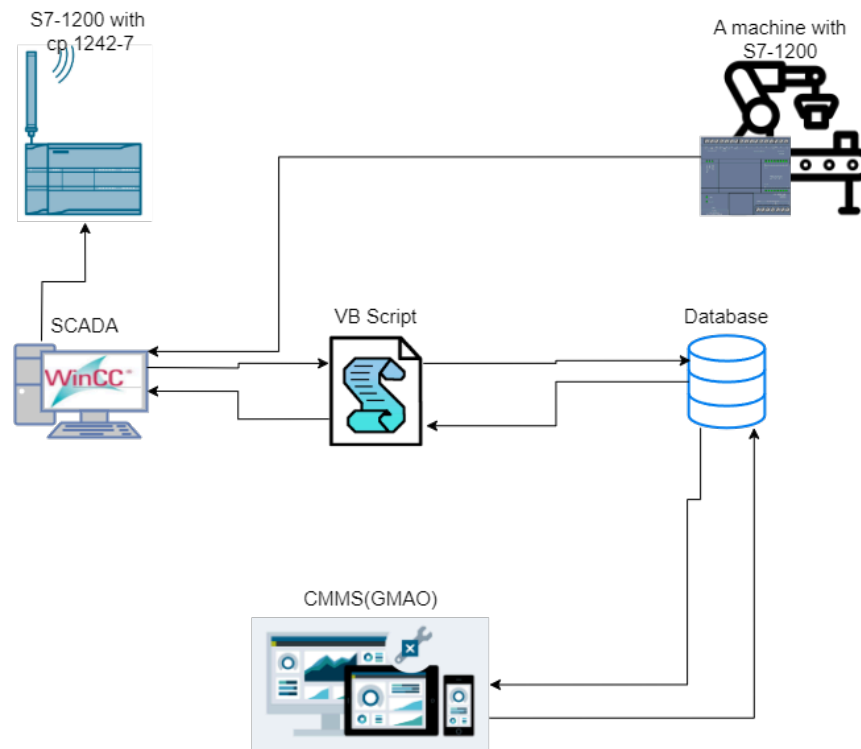 S7-1200 with
cp 1242-7
A machine with
S7-1200
SCADA
WinCC®
VB Script
Database
CMMS(GMAO)